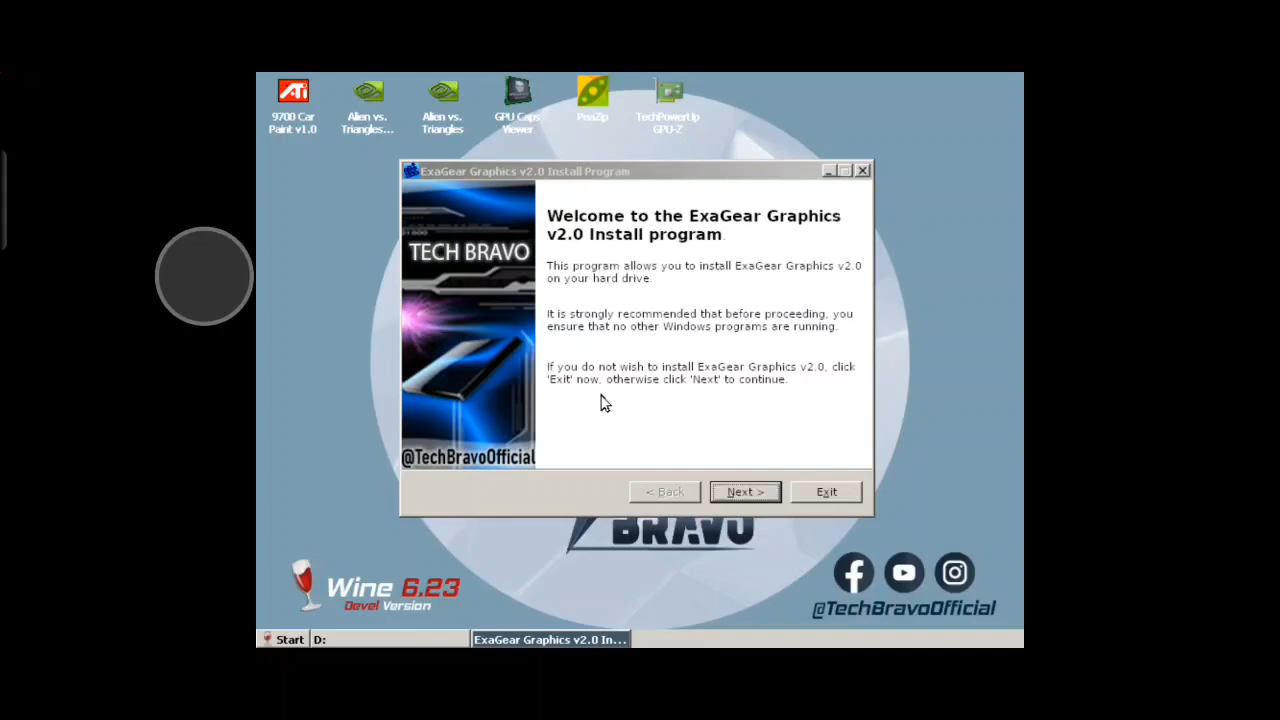 9700 Car
Paint v1.0
Alien vs.
Triangles...
Alien vs.
Triangles
GPU Caps
Viewer
PeaZip
TechPowerUp
GPU-Z
ExaGear Graphics v2.0 Install Program
TECH BRAVO
@TechBravoOfficial
Welcome to the ExaGear Graphics
v2.0 Install program.
This program allows you to install ExaGear Graphics v2.0
on your hard drive.
It is strongly recommended that before proceeding, you
ensure that no other Windows programs are running.
If you do not wish to install ExaGear Graphics v2.0, click
'Exit' now, otherwise click 'Next' to continue.
< Back
Next >
Exit
BRAVO
Wine 6.23
Devel Version
@TechBravoOfficial
Start
D:
ExaGear Graphics v2.0 In...